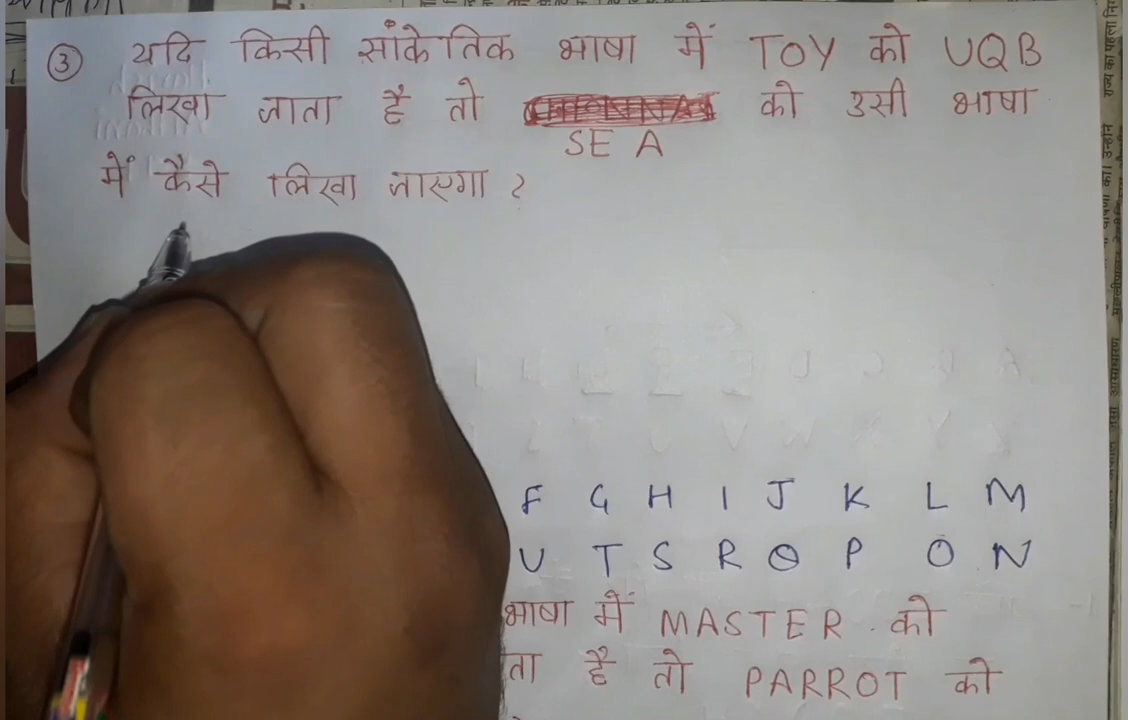 ③ यदि किसी सांकेतिक भाषा में TOY को UQB
लिखा जाता है तो को उसी भाषा
SEA
में कैसे लिखा जाएगा ?
F G H I J K L M
U T S R Q P O N
भाषा में MASTER को
ता है तो PARROT को